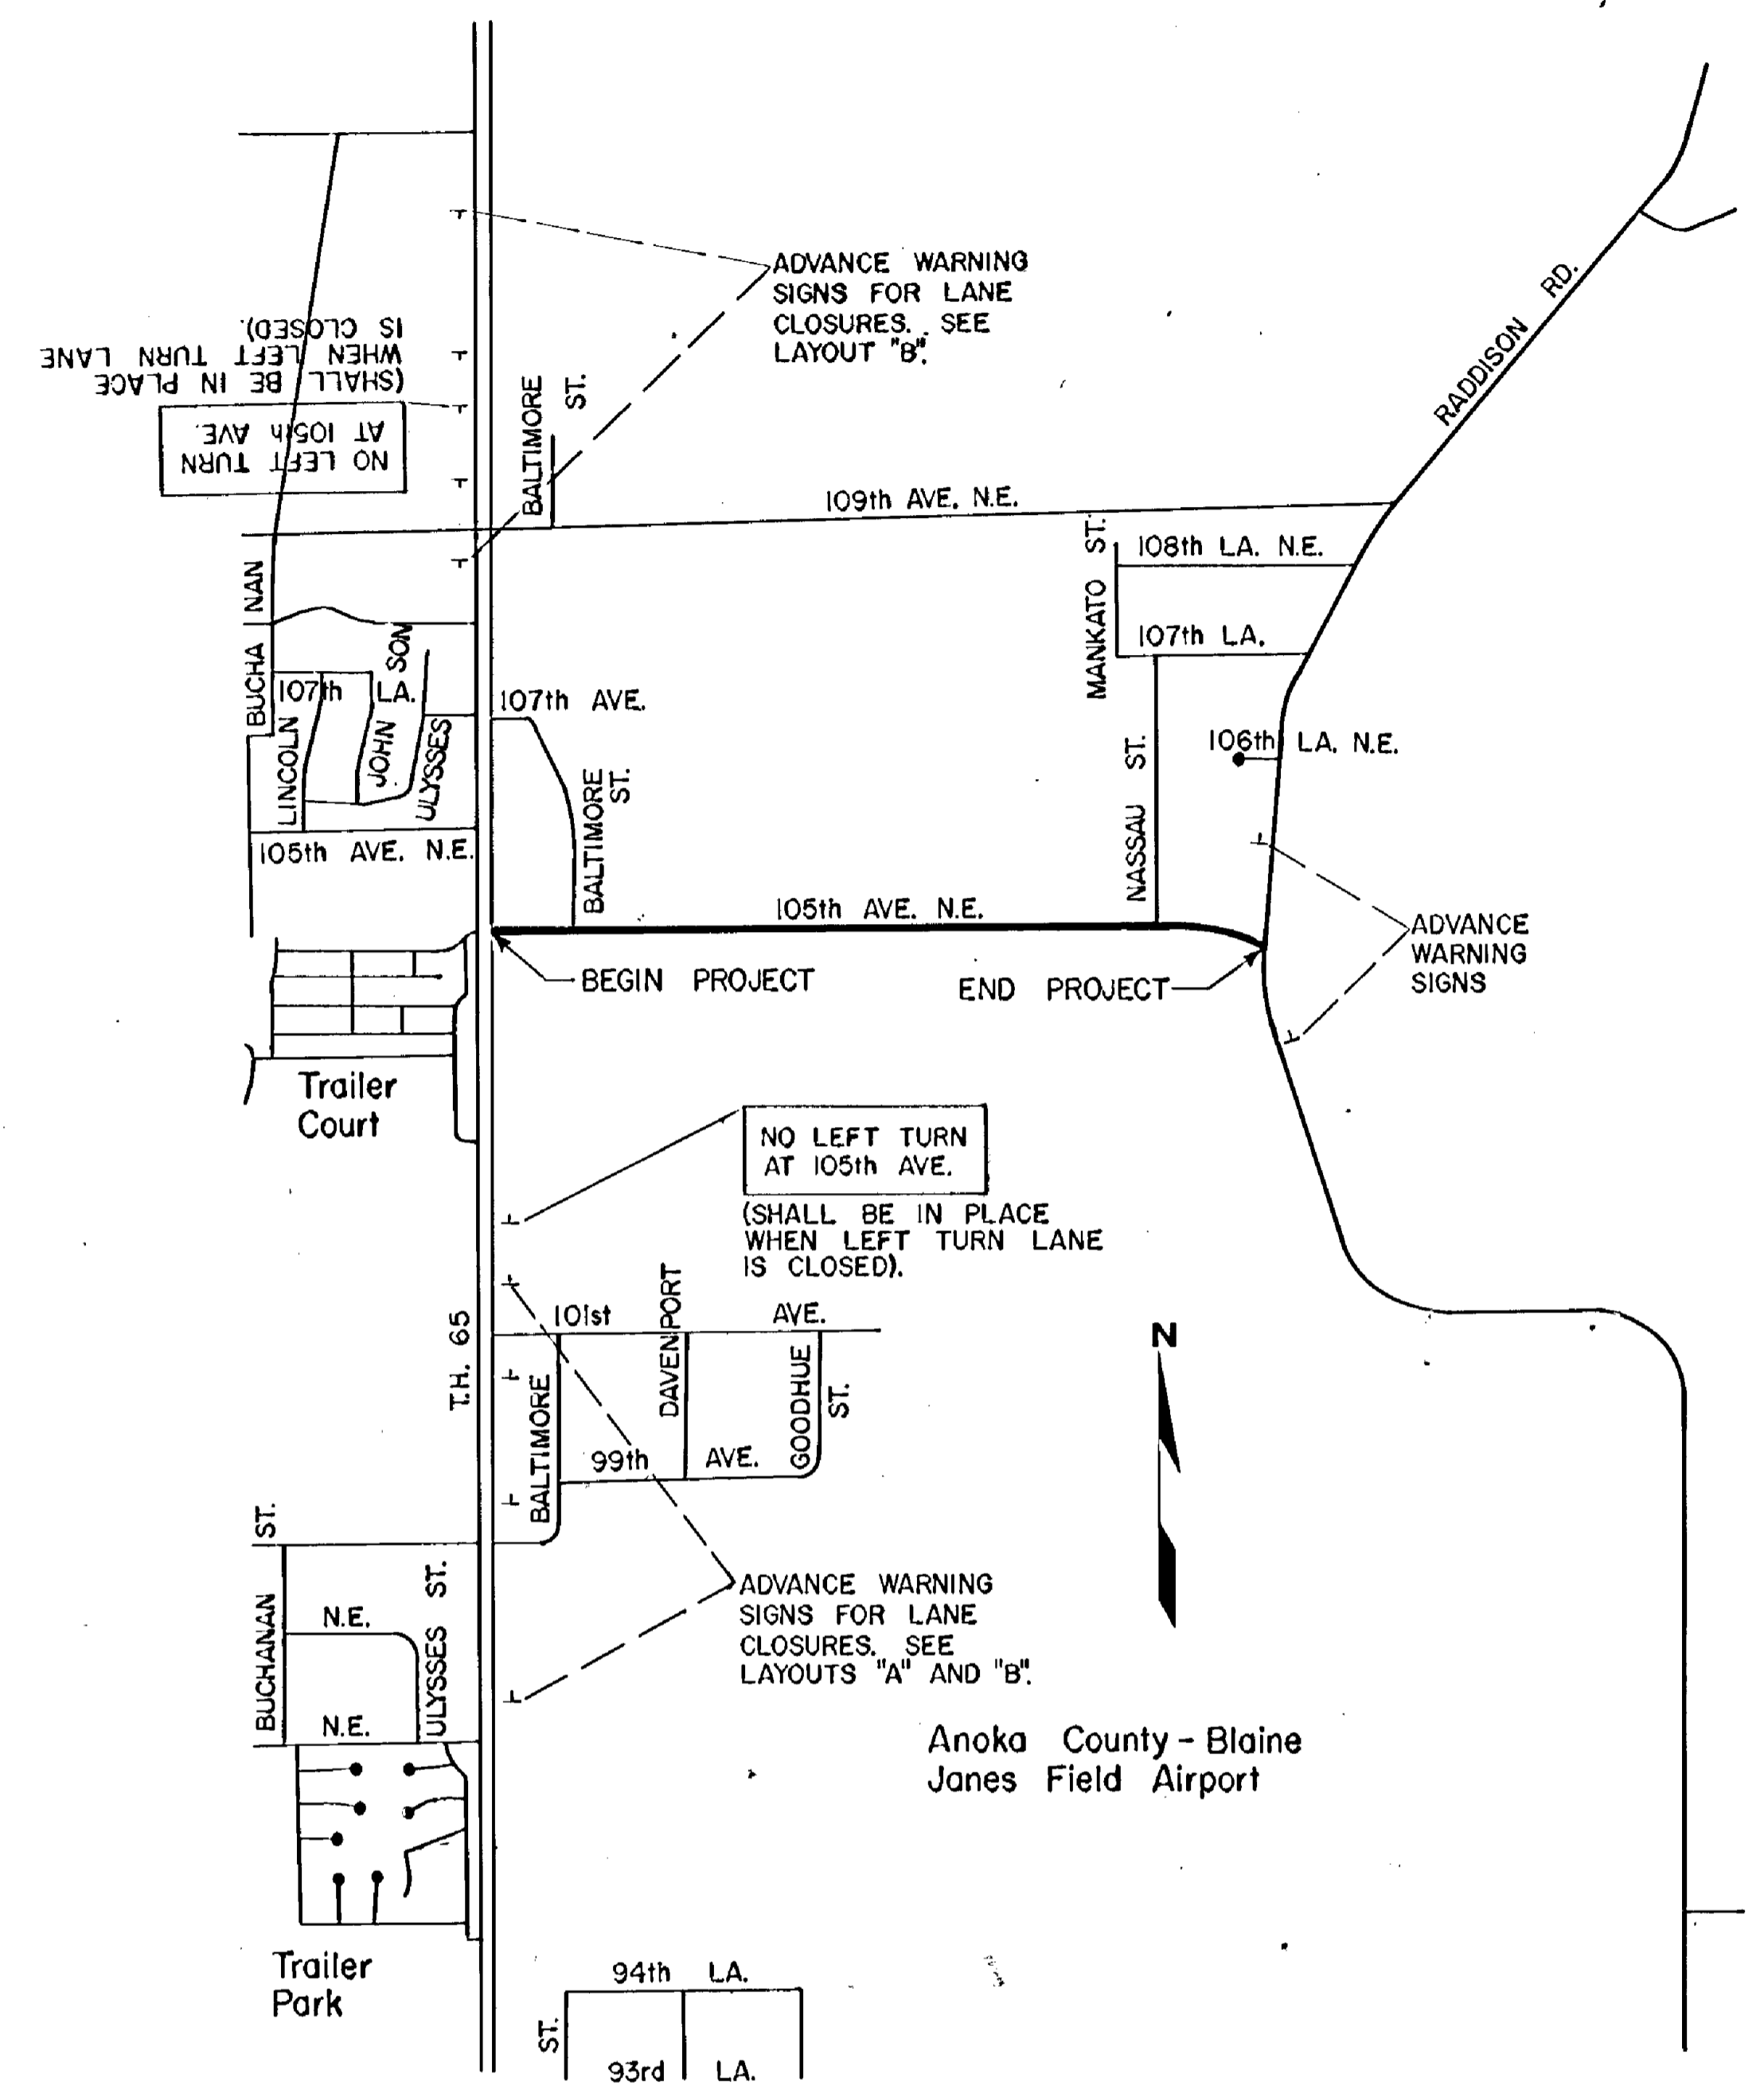 ADVANCE WARNING
SIGNS FOR LANE
CLOSURES. SEE
LAYOUT "B".
RADDISON RD.
NO LEFT TURN
AT 105th AVE.
(SHALL BE IN PLACE
WHEN LEFT TURN LANE
IS CLOSED).
BALTIMORE
ST.
109th AVE. N.E.
MANKATO ST.
108th LA. N.E.
107th LA.
BUCHA NAN
107th LA.
JOHN SON
LINCOLN
ULYSSES
107th AVE.
BALTIMORE
ST.
NASSAU ST.
106th LA. N.E.
105th AVE. N.E.
105th AVE. N.E.
ADVANCE
WARNING
SIGNS
BEGIN PROJECT
END PROJECT
Trailer
Court
NO LEFT TURN
AT 105th AVE.
(SHALL BE IN PLACE
WHEN LEFT TURN LANE
IS CLOSED).
T.H. 65
101st AVE.
DAVENPORT
GOODHUE
ST.
BALTIMORE
99th AVE.
N
ST.
BUCHANAN
N.E.
N.E.
ULYSSES ST.
ADVANCE WARNING
SIGNS FOR LANE
CLOSURES. SEE
LAYOUTS "A" AND "B".
Anoka County - Blaine
Janes Field Airport
Trailer
Park
94th LA.
ST.
93rd LA.